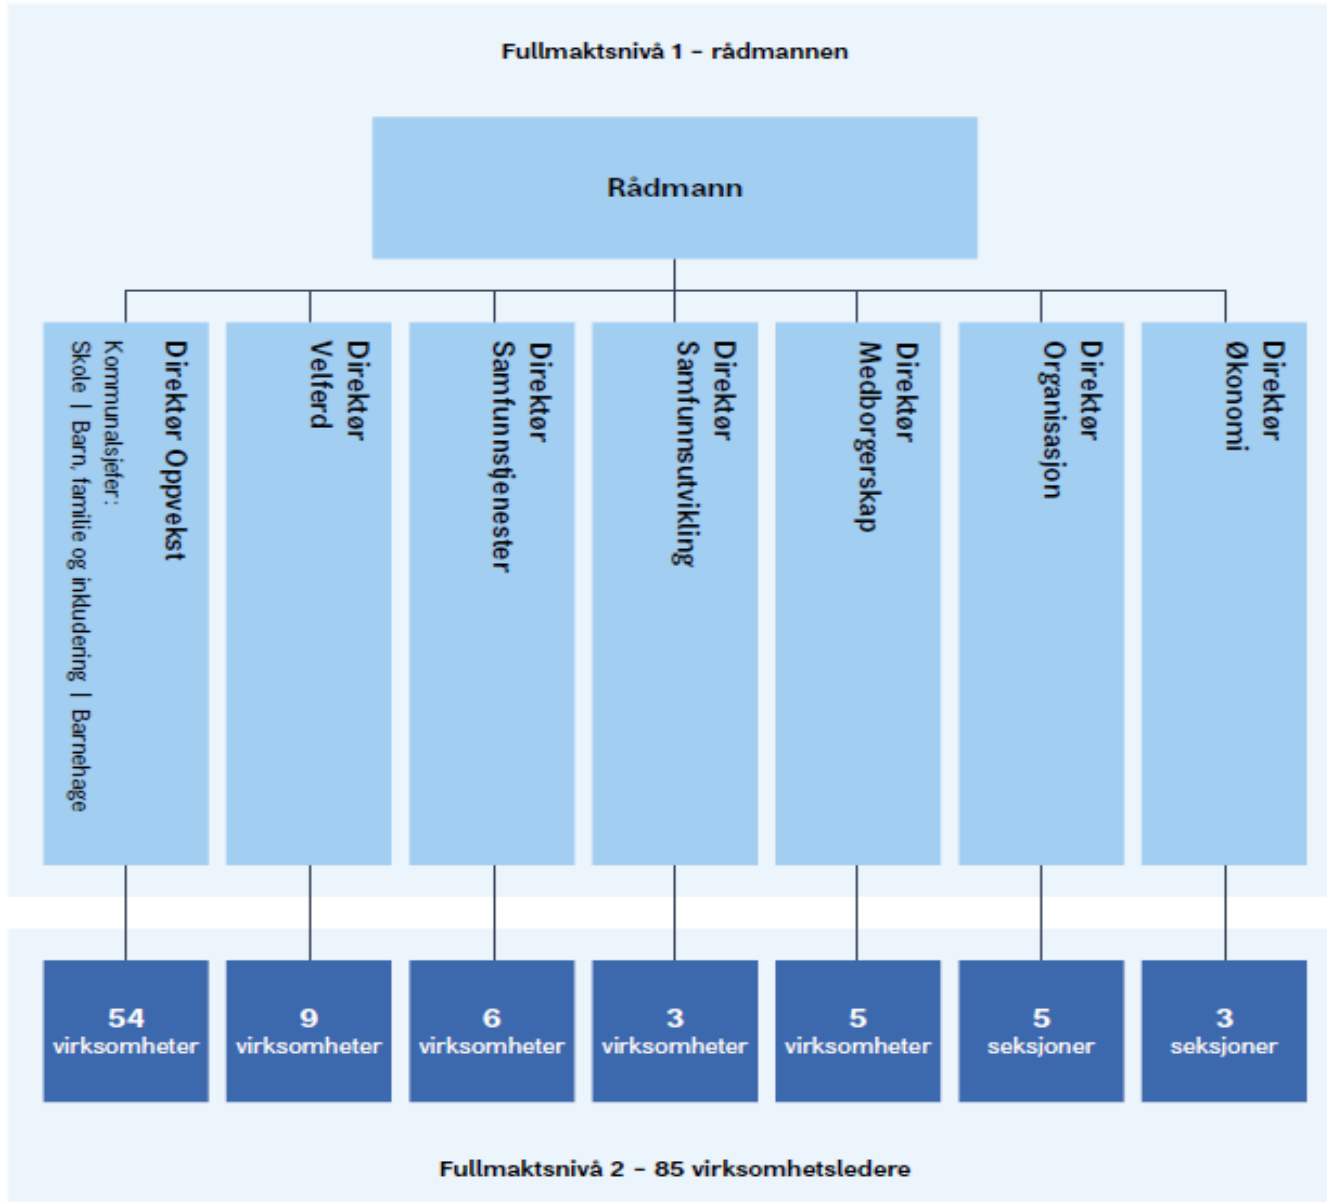 Fullmaktsnivå 1 – rådmannen
Rådmann
Direktør Oppvekst
Kommunalsjefer:
Skole | Barn, familie og inkludering | Barnehage
Direktør
Velferd
Direktør
Samfunnstjenester
Direktør
Samfunnsutvikling
Direktør
Medborgerskap
Direktør
Organisasjon
Direktør
Økonomi
54
virksomheter
9
virksomheter
6
virksomheter
3
virksomheter
5
virksomheter
5
seksjoner
3
seksjoner
Fullmaktsnivå 2 – 85 virksomhetsledere